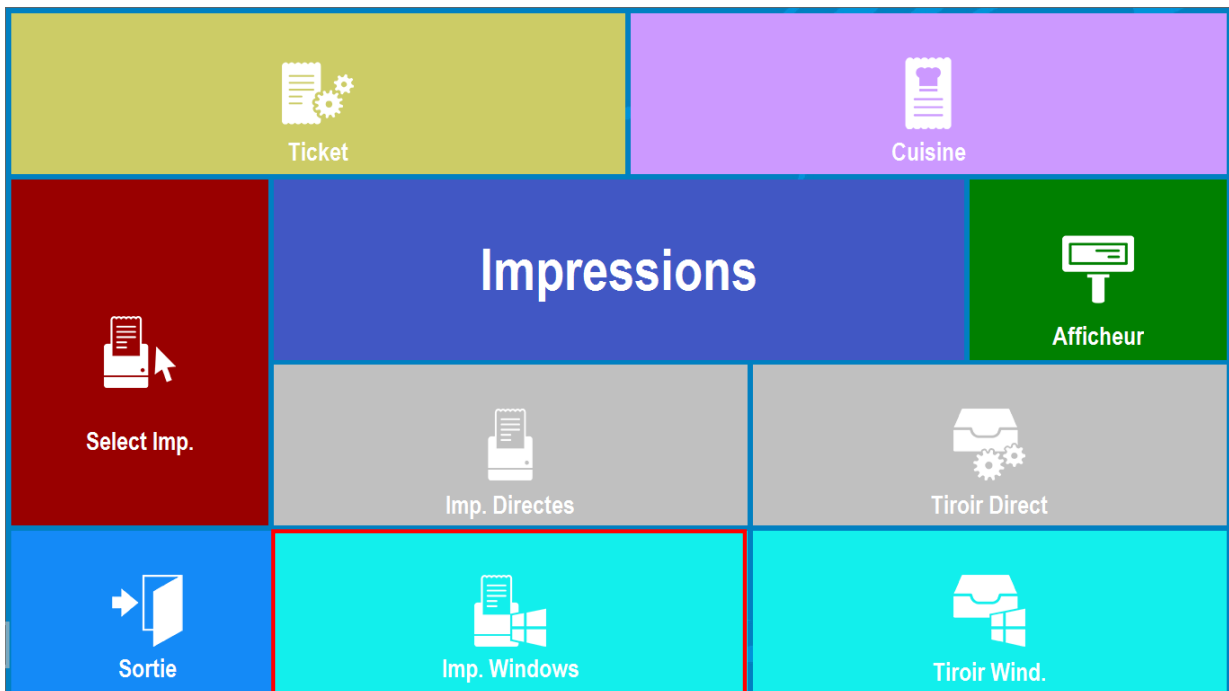 Ticket
Cuisine
Impressions
Afficheur
Select Imp.
Imp. Directes
Tiroir Direct
Sortie
Imp. Windows
Tiroir Wind.